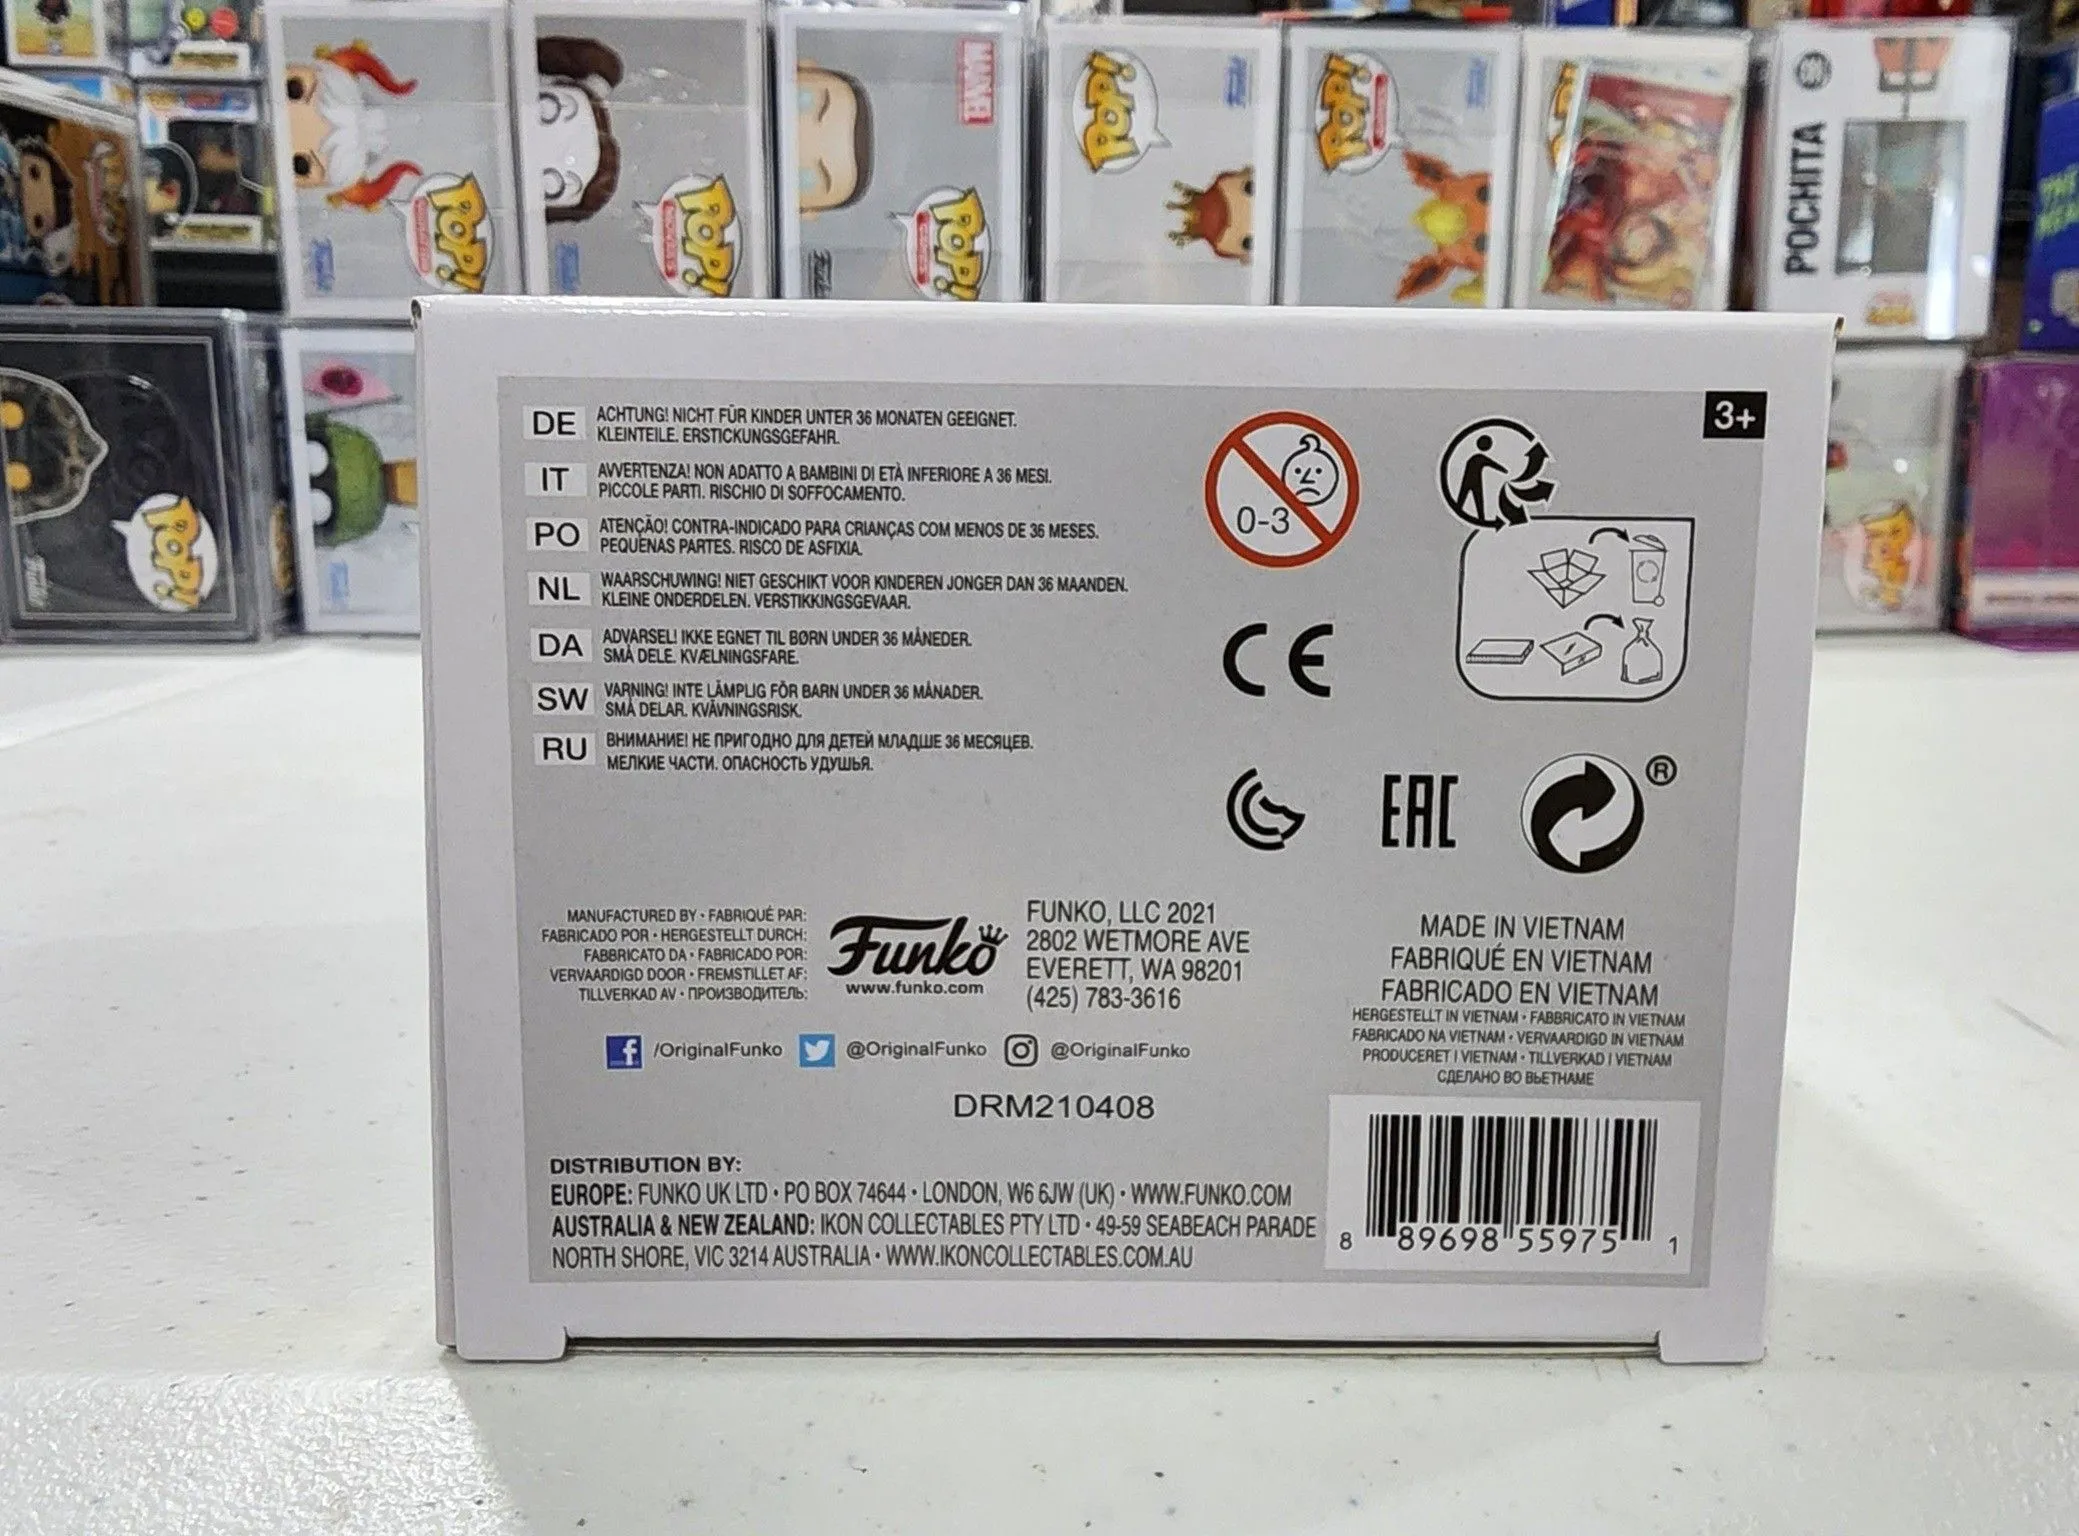 POP!
POP!
MARVEL
POP!
POP!
POP!
POCHITA
Funko
Funko
POP!
POP!
3+
DE ACHTUNG! NICHT FÜR KINDER UNTER 36 MONATEN GEEIGNET.
KLEINTEILE. ERSTICKUNGSGEFAHR.
IT AVVERTENZA! NON ADATTO A BAMBINI DI ETÀ INFERIORE A 36 MESI.
PICCOLE PARTI. RISCHIO DI SOFFOCAMENTO.
PO ATENÇÃO! CONTRA-INDICADO PARA CRIANÇAS COM MENOS DE 36 MESES.
PEQUENAS PARTES. RISCO DE ASFIXIA.
NL WAARSCHUWING! NIET GESCHIKT VOOR KINDEREN JONGER DAN 36 MAANDEN.
KLEINE ONDERDELEN. VERSTIKKINGSGEVAAR.
DA ADVARSEL! IKKE EGNET TIL BØRN UNDER 36 MÅNEDER.
SMÅ DELE. KVÆLNINGSFARE.
SW VARNING! INTE LÄMPLIG FÖR BARN UNDER 36 MÅNADER.
SMÅ DELAR. KVÄVNINGSRISK.
RU ВНИМАНИЕ! НЕ ПРИГОДНО ДЛЯ ДЕТЕЙ МЛАДШЕ 36 МЕСЯЦЕВ.
МЕЛКИЕ ЧАСТИ. ОПАСНОСТЬ УДУШЬЯ.
0-3
CE
EAC
®
MANUFACTURED BY • FABRIQUÉ PAR:
FABRICADO POR • HERGESTELLT DURCH:
FABBRICATO DA • FABRICADO POR:
VERVAARDIGD DOOR • FREMSTILLET AF:
TILLVERKAD AV • ПРОИЗВОДИТЕЛЬ:
Funko
www.funko.com
FUNKO, LLC 2021
2802 WETMORE AVE
EVERETT, WA 98201
(425) 783-3616
MADE IN VIETNAM
FABRIQUÉ EN VIETNAM
FABRICADO EN VIETNAM
HERGESTELLT IN VIETNAM • FABBRICATO IN VIETNAM
FABRICADO NA VIETNAM • VERVAARDIGD IN VIETNAM
PRODUCERET I VIETNAM • TILLVERKAD I VIETNAM
СДЕЛАНО ВО ВЬЕТНАМЕ
/OriginalFunko @OriginalFunko @OriginalFunko
DRM210408
DISTRIBUTION BY:
EUROPE: FUNKO UK LTD • PO BOX 74644 • LONDON, W6 6JW (UK) • WWW.FUNKO.COM
AUSTRALIA & NEW ZEALAND: IKON COLLECTABLES PTY LTD • 49-59 SEABEACH PARADE
NORTH SHORE, VIC 3214 AUSTRALIA • WWW.IKONCOLLECTABLES.COM.AU
8 89698 55975 1